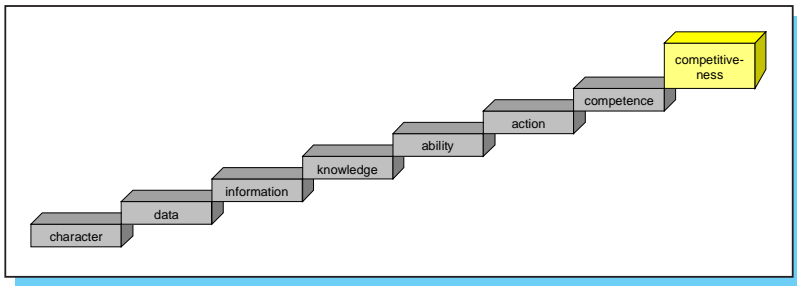 competitive-
ness
competence
action
ability
knowledge
information
data
character